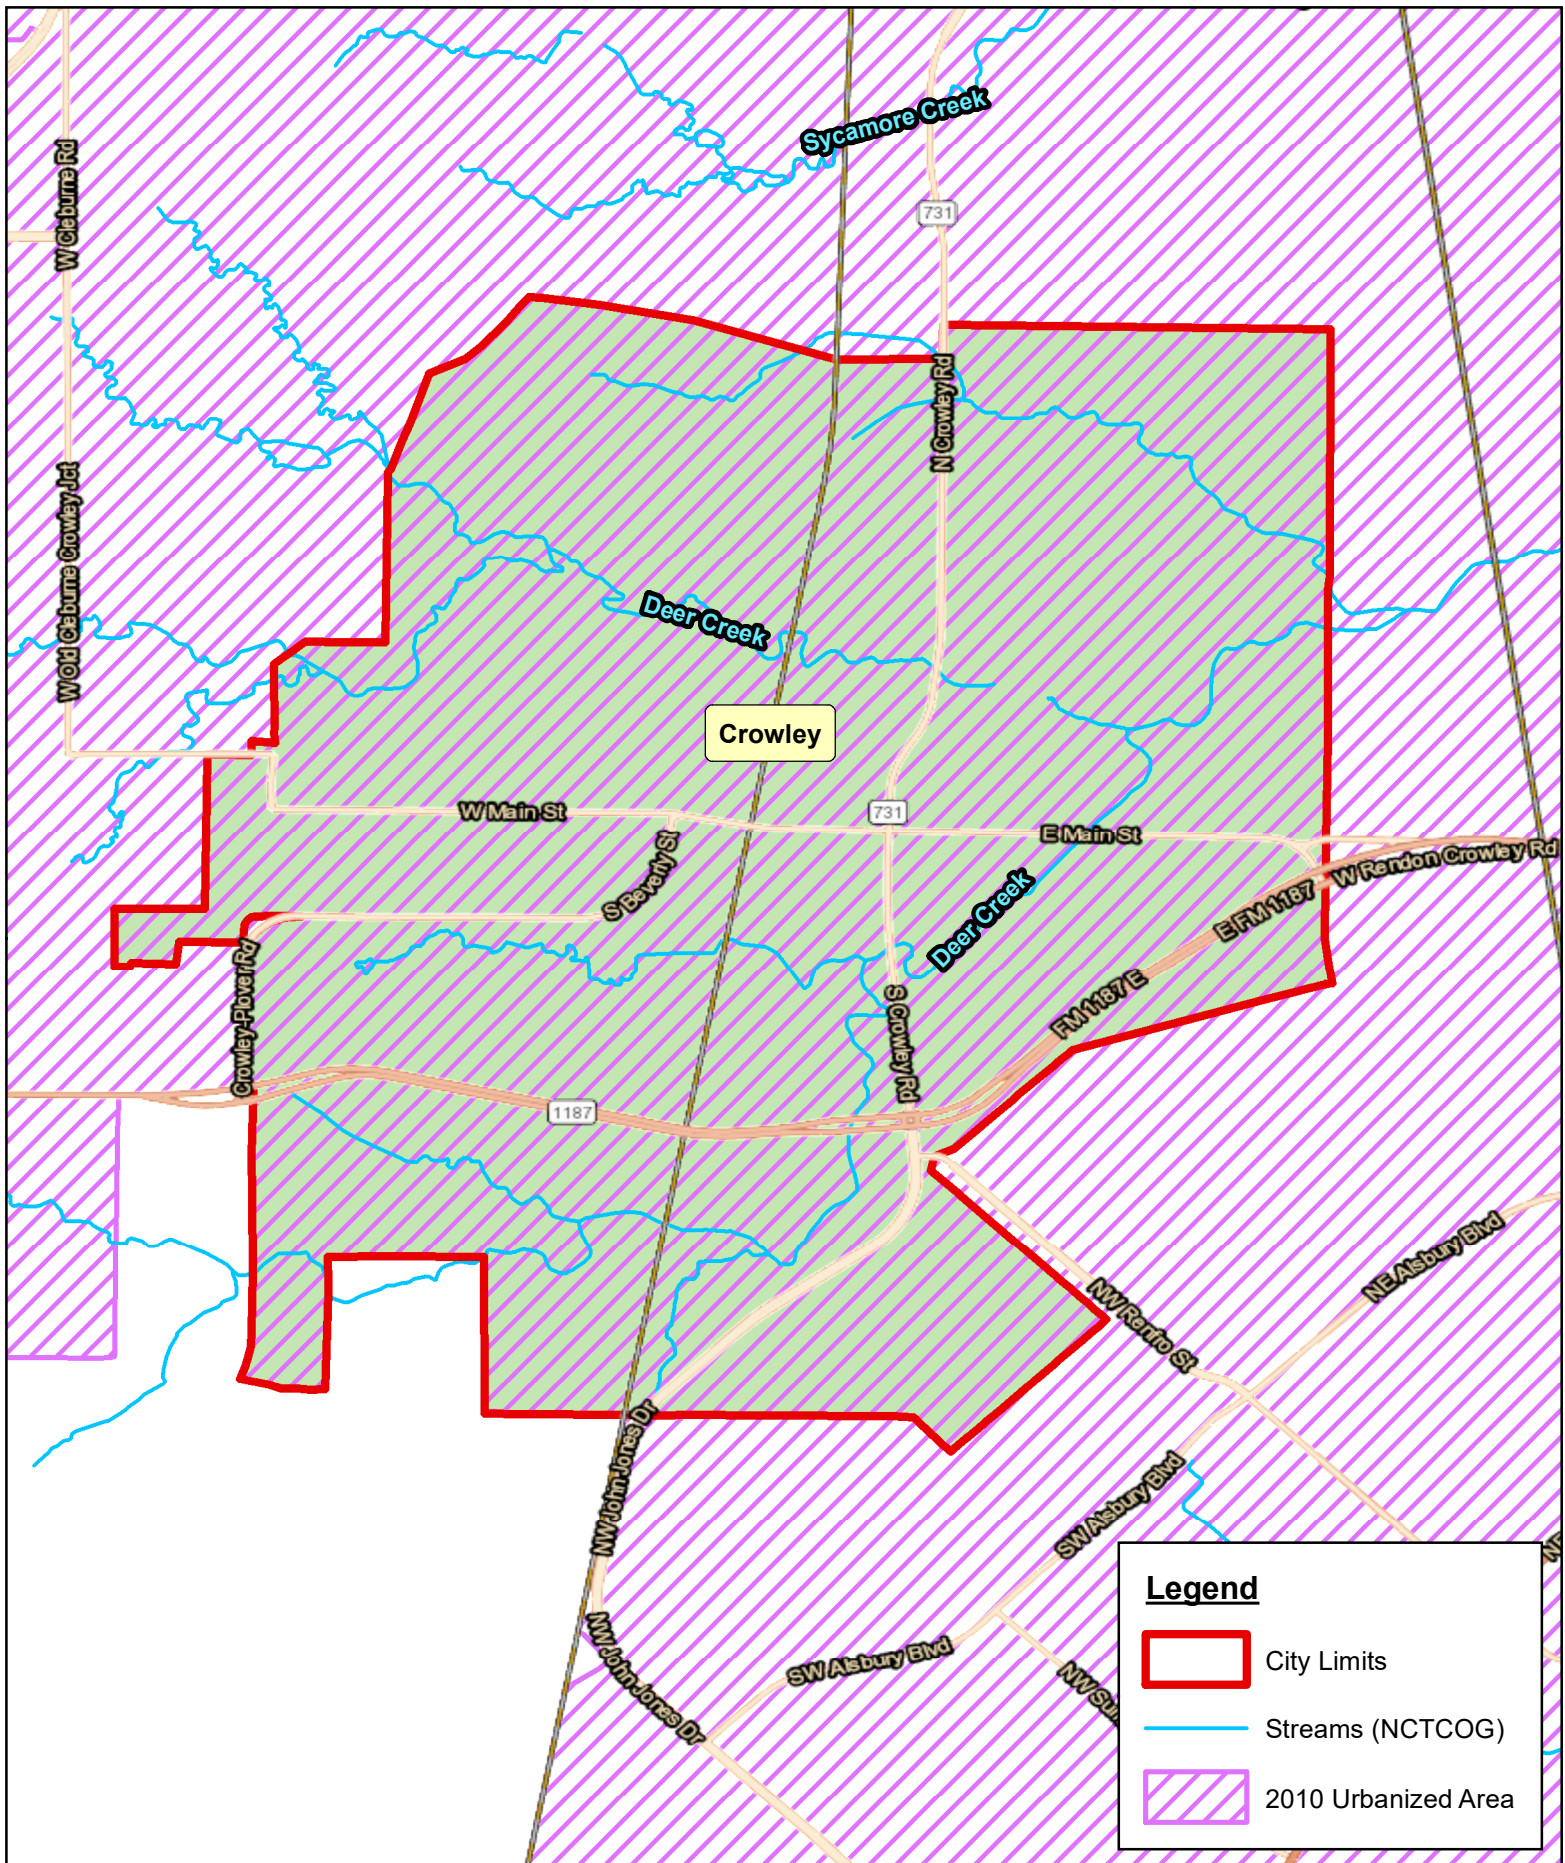 Sycamore Creek
W Cleburne Rd
731
N Crowley Rd
W Old Cleburne Crowley Jct
Deer Creek
Crowley
W Main St
731
E Main St
W Rendon Crowley Rd
S Beverly St
E FM 1187
Deer Creek
Crowley-Plover Rd
FM 1187 E
S Crowley Rd
1187
NE Alsbury Blvd
NW Renfro St
NW John Jones Dr
SW Alsbury Blvd
SW Alsbury Blvd
NW John Jones Dr
Legend
City Limits
Streams (NCTCOG)
2010 Urbanized Area